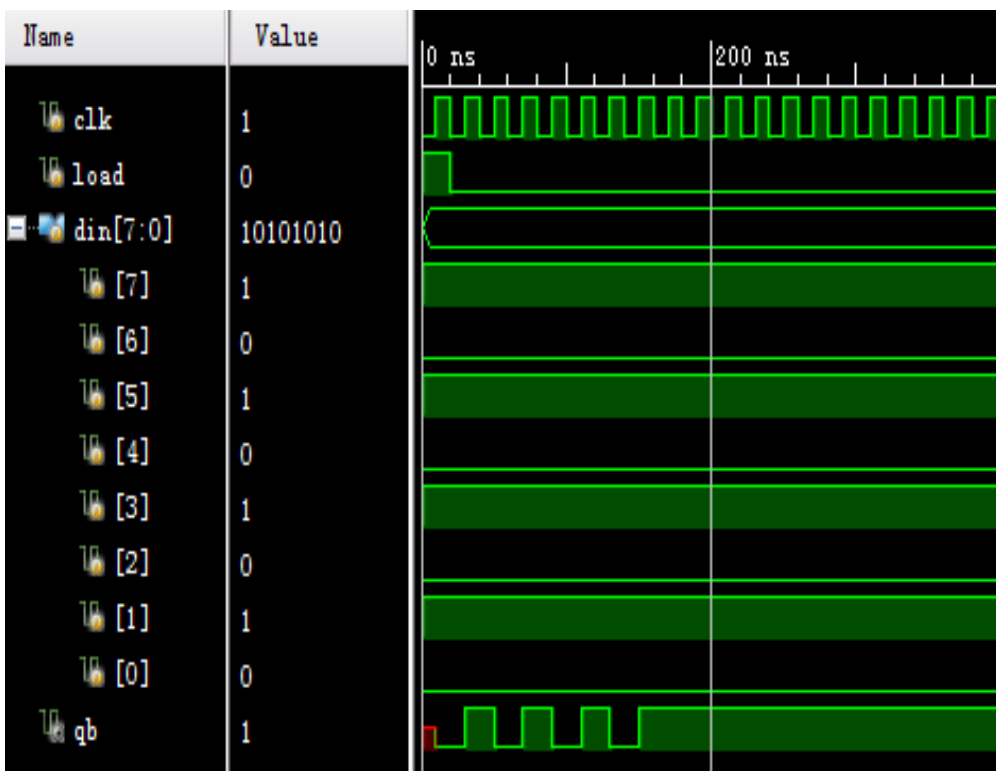 Name Value
0 ns 200 ns
clk 1
load 0
din[7:0] 10101010
[7] 1
[6] 0
[5] 1
[4] 0
[3] 1
[2] 0
[1] 1
[0] 0
qb 1